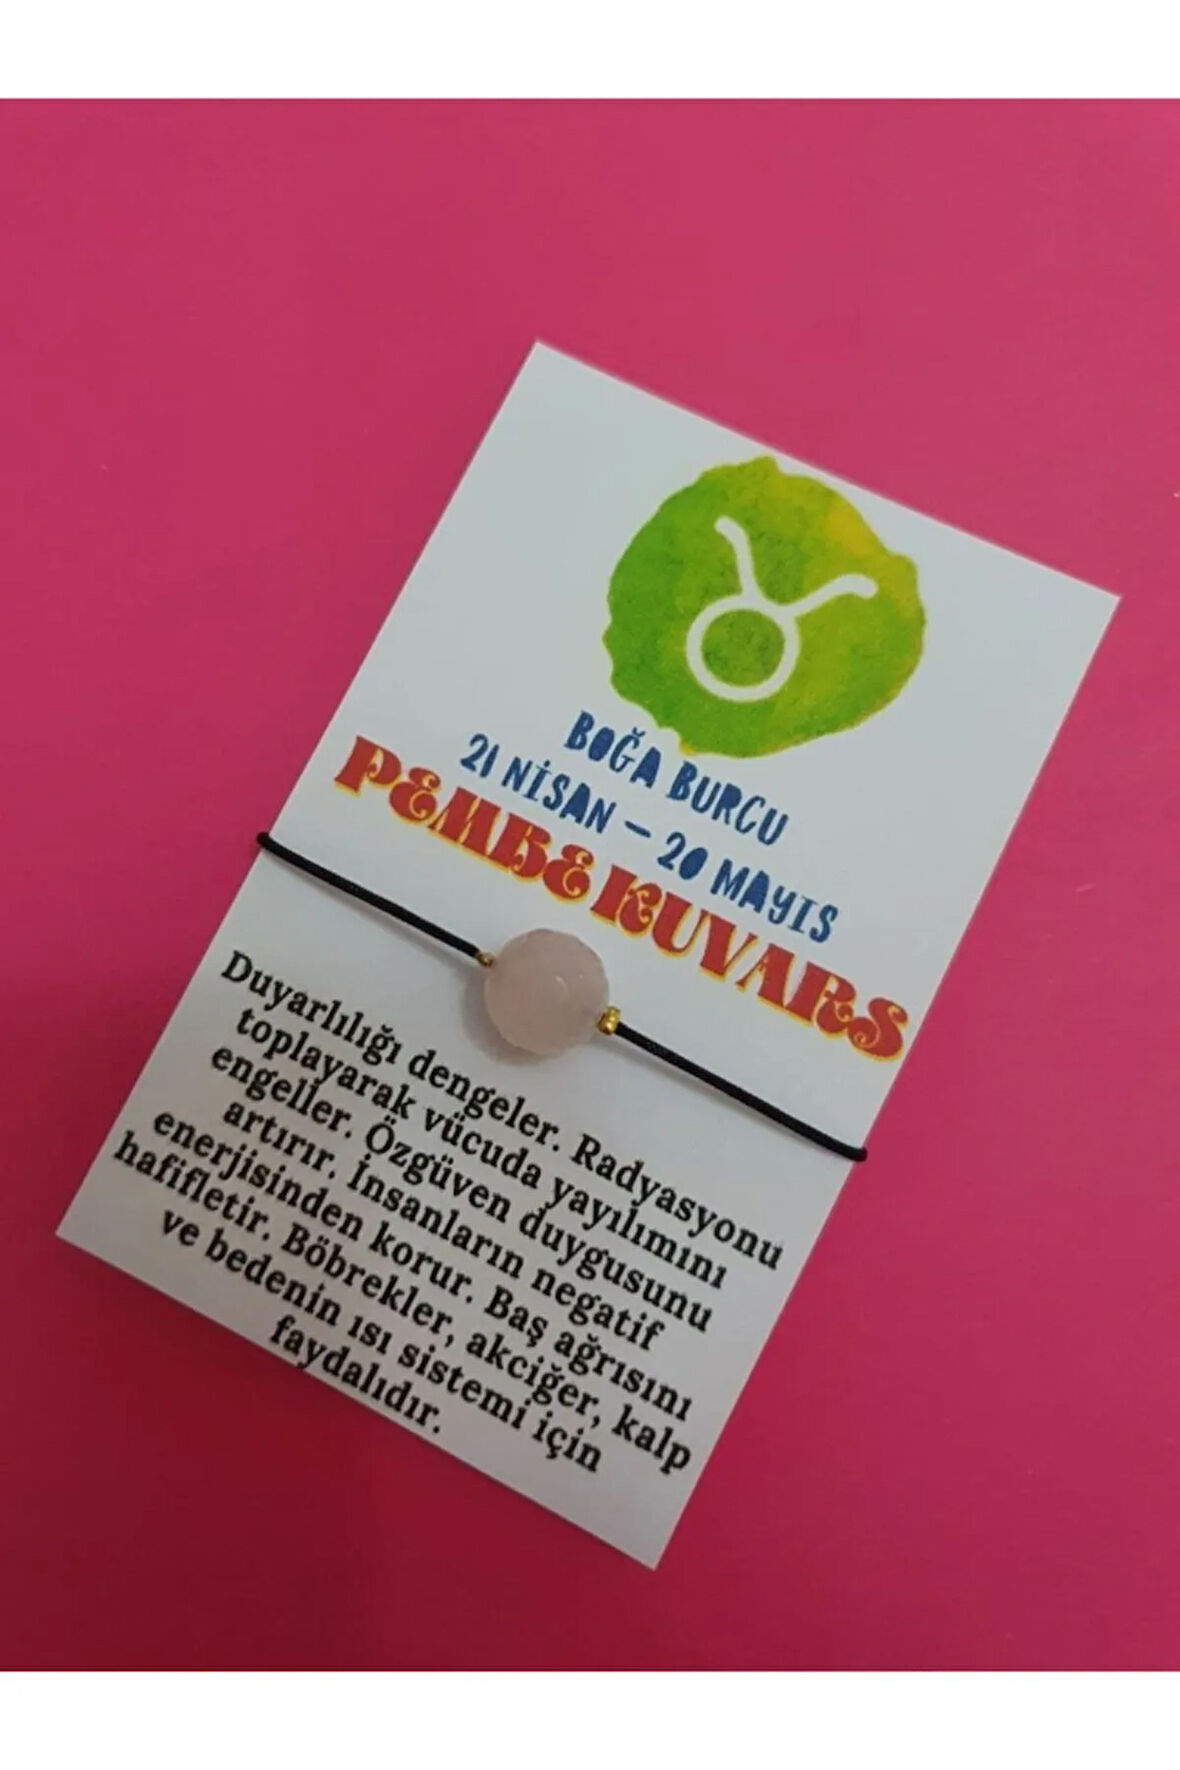 BOĞA BURCU
21 NİSAN – 20 MAYIS
PEMBE KUVARS
Duyarlılığı dengeler. Radyasyonu
toplayarak vücuda yayılımını
engeller. Özgüven duygusunu
artırır. İnsanların negatif
enerjisinden korur. Baş ağrısını
hafifletir. Böbrekler, akciğer, kalp
ve bedenin ısı sistemi için
faydalıdır.